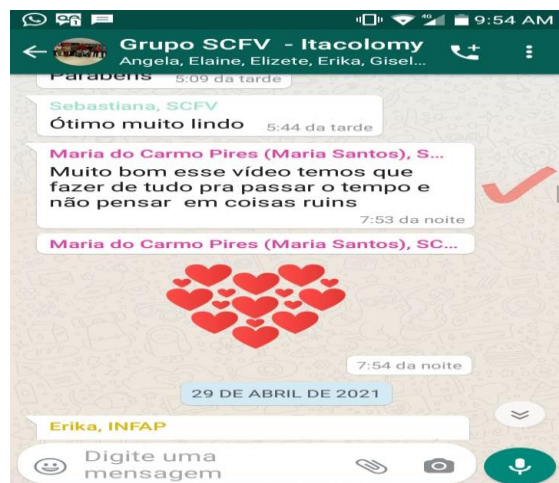 9:54 AM
Grupo SCFV - Itacolomy
Angela, Elaine, Elizete, Erika, Gisel...
Parabéns 5:09 da tarde
Sebastiana, SCFV
Ótimo muito lindo 5:44 da tarde
Maria do Carmo Pires (Maria Santos), S...
Muito bom esse vídeo temos que
fazer de tudo pra passar o tempo e
não pensar em coisas ruins
7:53 da noite
Maria do Carmo Pires (Maria Santos), SC...
7:54 da noite
29 DE ABRIL DE 2021
Erika, INFAP
Digite uma
mensagem